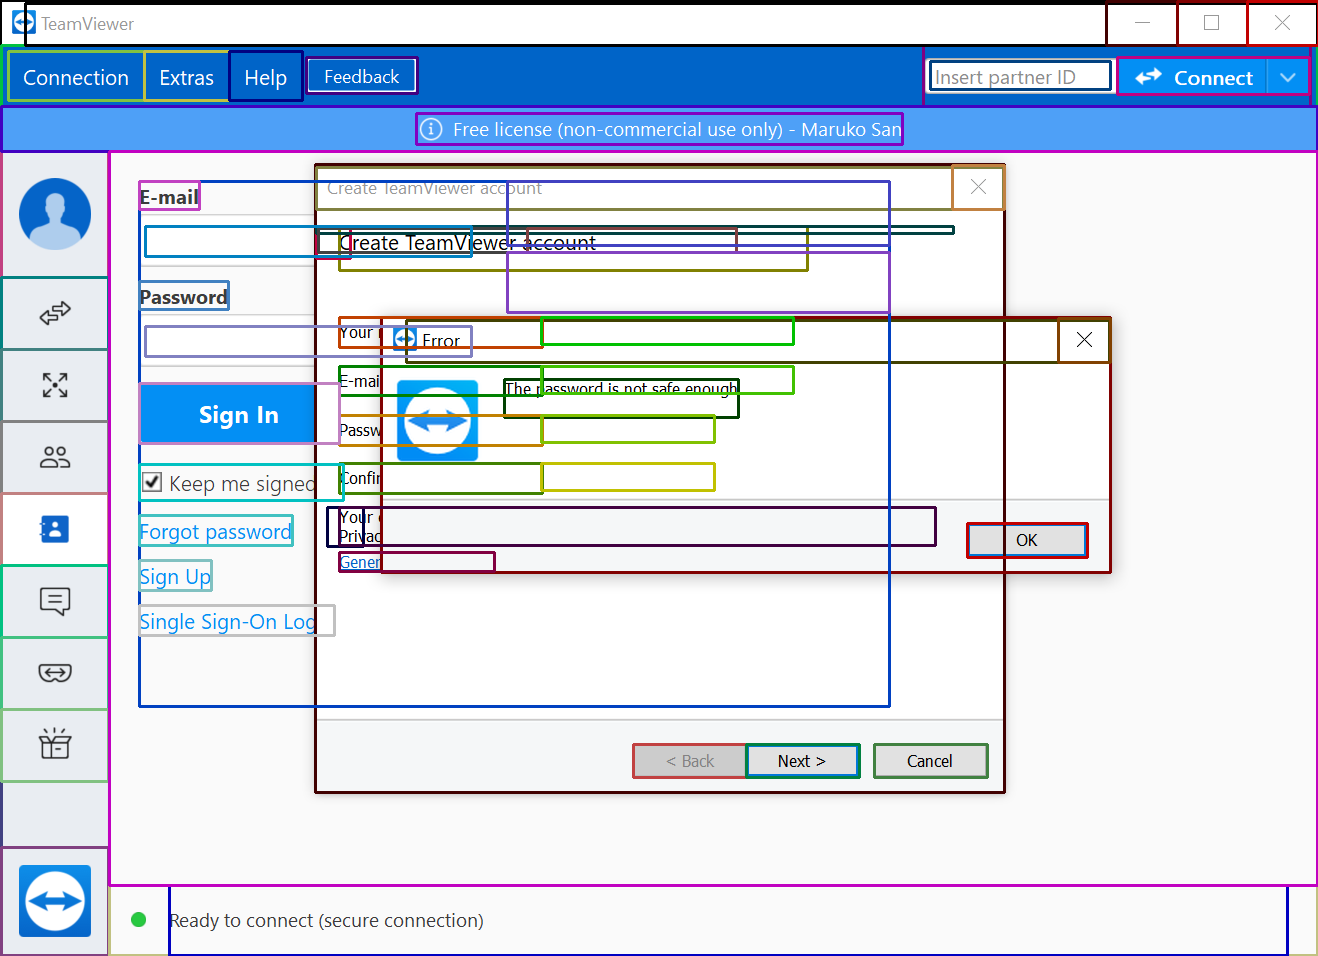 TeamViewer
Connection Extras Help Feedback
Insert partner ID
Connect
Free license (non-commercial use only) - Maruko San
E-mail
Password
Sign In
Keep me signed
Forgot password
Sign Up
Single Sign-On Log
Create TeamViewer account
Create TeamViewer account
Your
E-mai
Passw
Confir
Your
Privac
Gener
Error
The password is not safe enough
OK
< Back Next > Cancel
Ready to connect (secure connection)